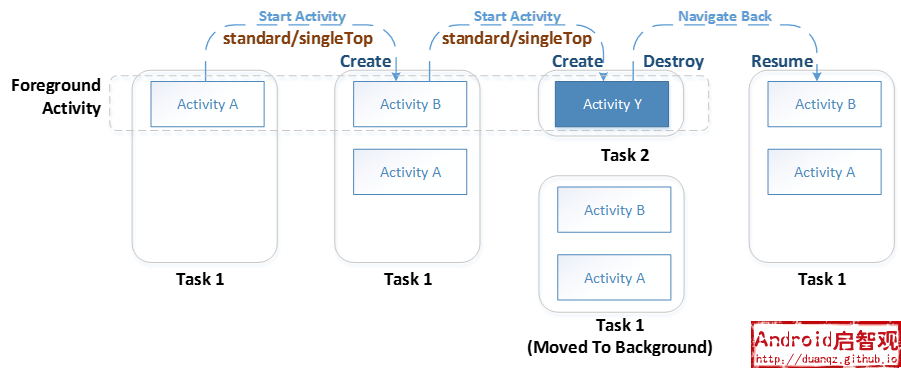 Start Activity
Start Activity
Navigate Back
standard/singleTop
standard/singleTop
Create
Create
Destroy
Resume
Foreground
Activity
Activity A
Activity B
Activity Y
Activity B
Activity A
Task 2
Activity A
Activity B
Activity A
Task 1
Task 1
Task 1
Task 1
(Moved To Background)
Android启智观
http://duanqz.github.io